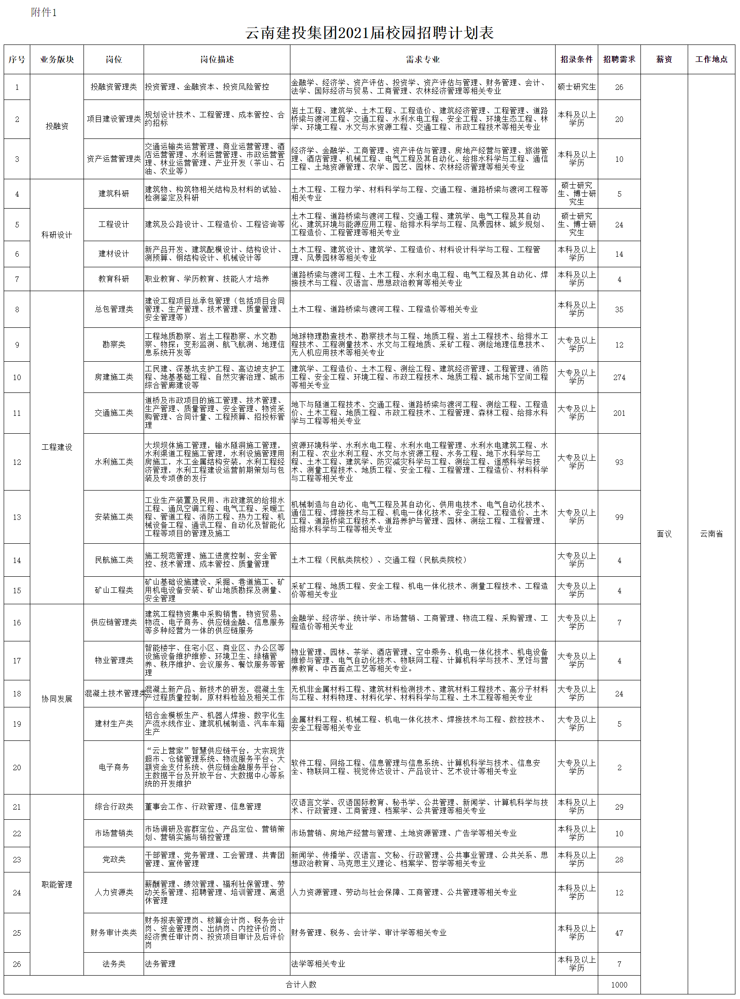 附件1
云南建投集团2021届校园招聘计划表
序号 业务版块 岗位 岗位描述 需求专业 招录条件 招聘需求 薪资 工作地点
投融资
1 投融资管理类 投资管理、金融资本、投资风险管控
金融学、经济学、资产评估、投资学、资产评估与管理、财务管理、会计、
法学、国际经济与贸易、工商管理、农林经济管理等相关专业
硕士研究生 26
2 项目建设管理类
规划设计技术、工程管理、成本管控、合
约招标
岩土工程、建筑学、土木工程、工程造价、建筑经济管理、工程管理、道路
桥梁与渡河工程、交通工程、水利水电工程、安全工程、环境生态工程、林
学、环境工程、水文与水资源工程、交通工程、市政工程技术等相关专业
本科及以上
学历
20
3 资产运营管理类
交通运输类运营管理、商业运营管理、酒
店运营管理、水利运营管理、市政运营管
理、林业运营管理、产业开发（茶山、石
油、农业等）
经济学、金融学、工商管理、资产评估与管理、房地产经营与管理、旅游管
理、酒店管理、机械工程、电气工程及其自动化、给排水科学与工程、通信
工程、土地资源管理、农学、园艺、园林、农林经济管理等相关专业
本科及以上
学历
10
科研设计
4 建筑科研
建筑物、构筑物相关结构及材料的试验、
检测鉴定及科研
土木工程、工程力学、材料科学与工程、交通工程、道路桥梁与渡河工程等
相关专业
硕士研究
生、博士研
究生
5
5 工程设计 建筑及公路设计、工程造价、工程咨询等
土木工程、道路桥梁与渡河工程、交通工程、建筑学、电气工程及其自动
化、建筑环境与能源应用工程、给排水科学与工程、风景园林、城乡规划、
工程造价、工程管理等相关专业
硕士研究
生、博士研
究生
24
6 建材设计
新产品开发、建筑配模设计、结构设计、
测预算、钢结构设计、机械设计等
土木工程、建筑设计、建筑学、工程造价、材料设计科学与工程、工程管
理、风景园林等相关专业
本科及以上
学历
14
7 教育科研 职业教育、学历教育、技能人才培养
道路桥梁与渡河工程、土木工程、水利水电工程、电气工程及其自动化、焊
接技术与工程、汉语言、思想政治教育等相关专业
本科及以上
学历
4
工程建设
8 总包管理类
建设工程项目总承包管理（包括项目合同
管理、生产管理、技术管理、质量管理、
安全管理等）
土木工程、道路桥梁与渡河工程、工程造价等相关专业
本科及以上
学历
35
9 勘察类
工程地质勘察、岩土工程勘察、水文勘
察、物探；变形监测、航飞航测、地理信
息系统开发等
地球物理勘查技术、勘察技术与工程、地质工程、岩土工程技术、给排水工
程技术、工程测量技术、水文与工程地质、采矿工程、测绘地理信息技术、
无人机应用技术等相关专业
大专及以上
学历
12
10 房建施工类
工民建、深基坑支护工程、高边坡支护工
程、地基基础工程、自然灾害治理、城市
综合管廊建设等
建筑学、工程造价、土木工程、测绘工程、建筑经济管理、工程管理、消防
工程、安全工程、环境工程、市政工程技术、地质工程、城市地下空间工程
等相关专业
大专及以上
学历
274
11 交通施工类
道桥及市政项目的施工管理、技术管理、
生产管理、质量管理、安全管理、物资采
购管理、合同计量、工程预算、招投标管
理
地下与隧道工程技术、交通工程、道路桥梁与渡河工程、测绘工程、工程造
价、土木工程、地质工程、市政工程技术、工程管理、森林工程、给排水科
学与工程等相关专业
大专及以上
学历
201
12 水利施工类
大坝坝体施工管理，输水隧洞施工管理，
水利渠道工程施工管理，水利设施管理用
房施工，水工金属结构安装，水利工程经
济管理，水利工程建设运营前期策划与包
装及专项债的发行
资源环境科学、水利水电工程、水利水电工程管理、水利水电建筑工程、水
利工程、农业水利工程、水文与水资源工程、水务工程、地下水科学与工
程、土木工程、建筑学、防灾减灾科学与工程、测绘工程、遥感科学与技
术、测量工程技术、地质工程、安全工程、工程管理、工程造价、材料科学
与工程等相关专业
大专及以上
学历
93
13 安装施工类
工业生产装置及民用、市政建筑的给排水
工程、通风空调工程、电气工程、采暖工
程、管道工程、消防工程、热力工程、机
械设备工程、通讯工程、自动化及智能化
工程等项目的管理及施工
机械制造与自动化、电气工程及其自动化、供用电技术、电气自动化技术、
通信工程、焊接技术与工程、机电一体化技术、安全工程、工程造价、土木
工程、道路桥梁工程技术、道路养护与管理、园林、测绘工程、工程管理、
给排水科学与工程等相关专业
大专及以上
学历
99
面议 云南省
14 民航施工类
施工规范管理、施工进度控制、安全管
控、技术管理、成本管控、质量管理
土木工程（民航类院校）、交通工程（民航类院校）
大专及以上
学历
4
15 矿山工程类
矿山基础设施建设、采掘、巷道施工、矿
用机电设备安装、矿山地质勘探及测量、
安全管理
采矿工程、地质工程、安全工程、机电一体化技术、测量工程技术、工程造
价等相关专业
大专及以上
学历
4
协同发展
16 供应链管理类
建筑工程物资集中采购销售，物资贸易、
物流、电子商务、供应链金融、信息服务
等多种经营为一体的供应链服务
金融学、经济学、统计学、市场营销、工商管理、物流工程、采购管理、工
程造价等相关专业
大专及以上
学历
7
17 物业管理类
智能楼宇、住宅小区、商业区、办公区等
设施设备维护维修、环境卫生、绿植管
养、秩序维护、会议服务、餐饮服务等管
理
物业管理、园林、茶学、酒店管理、空中乘务、机电一体化技术、机电设备
维修与管理、电气自动化技术、物联网工程、计算机科学与技术、烹饪与营
养教育、中西面点工艺等相关专业。
大专及以上
学历
4
18 混凝土技术管理类
混凝土新产品、新技术的研发，混凝土生
产过程质量控制，原材料检验及相关工作
无机非金属材料工程、建筑材料检测技术、建筑材料工程技术、高分子材料
与工程、材料物理、材料化学、材料科学与工程、土木工程等相关专业
大专及以上
学历
24
19 建材生产类
铝合金模板生产、机器人焊接、数字化生
产流水线作业、建筑机械制造、汽车车箱
生产
金属材料工程、机械工程、机电一体化技术、焊接技术与工程、数控技术、
安全工程等相关专业
大专及以上
学历
5
20 电子商务
“云上营家”智慧供应链平台，大宗现货
超市、仓储管理系统、物流服务平台、大
额资金支付系统、供应链金融服务平台、
主数据平台及开放平台、大数据中心等系
统的开发维护
软件工程、网络工程、信息管理与信息系统、计算机科学与技术、信息安
全、物联网工程、视觉传达设计、产品设计、艺术设计等相关专业
大专及以上
学历
2
职能管理
21 综合行政类 董事会工作、行政管理、信息管理
汉语言文学、汉语国际教育、秘书学、公共管理、新闻学、计算机科学与技
术、行政管理、工商管理、档案学、公共管理等相关专业
本科及以上
学历
29
22 市场营销类
市场调研及客群定位、产品定位、营销策
划、营销实施与销控管理
市场营销、房地产经营与管理、土地资源管理、广告学等相关专业
本科及以上
学历
10
23 党政类
干部管理、党务管理、工会管理、共青团
管理、宣传管理
新闻学、传播学、汉语言、文秘、行政管理、公共事业管理、公共关系、思
想政治教育、马克思主义理论、档案学、哲学等相关专业
本科及以上
学历
28
24 人力资源类
薪酬管理、绩效管理、福利社保管理、劳
动关系管理、招聘管理、培训管理、离退
休管理
人力资源管理、劳动与社会保障、工商管理、公共管理等相关专业
本科及以上
学历
12
25 财务审计类类
财务报表管理岗、核算会计岗、税务会计
岗、资金管理岗、出纳岗、内控评价岗、
经济责任审计岗、投资项目审计及后评价
岗
财务管理、税务、会计学、审计学等相关专业
本科及以上
学历
47
26 法务类 法务管理 法学等相关专业
本科及以上
学历
7
合计人数 1000